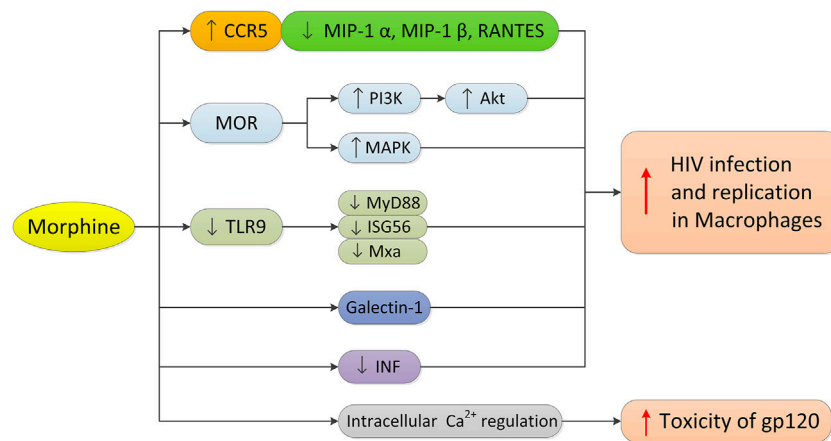 ↑ CCR5
↓ MIP-1 α, MIP-1 β, RANTES
MOR
↑ PI3K
↑ Akt
↑ MAPK
Morphine
↓ TLR9
↓ MyD88
↓ ISG56
↓ Mxa
Galectin-1
↓ INF
Intracellular Ca²⁺ regulation
↑ HIV infection
and replication
in Macrophages
↑ Toxicity of gp120